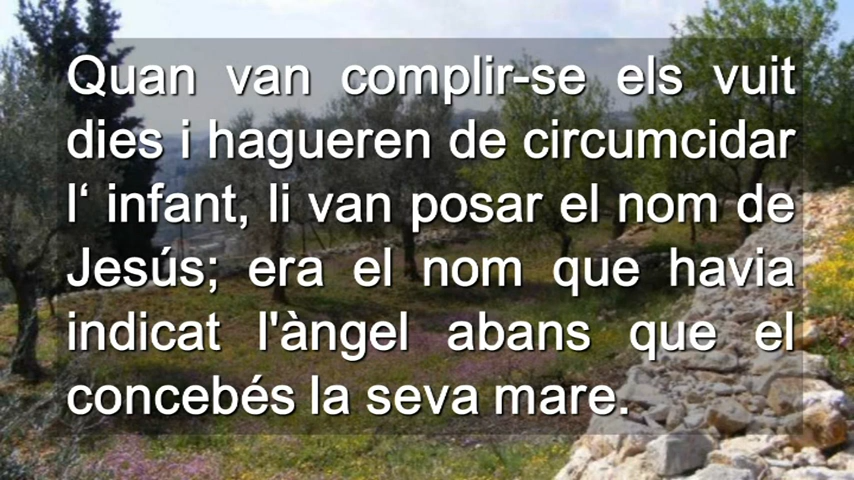 Quan van complir-se els vuit
dies i hagueren de circumcidar
l‘ infant, li van posar el nom de
Jesús; era el nom que havia
indicat l'àngel abans que el
concebés la seva mare.